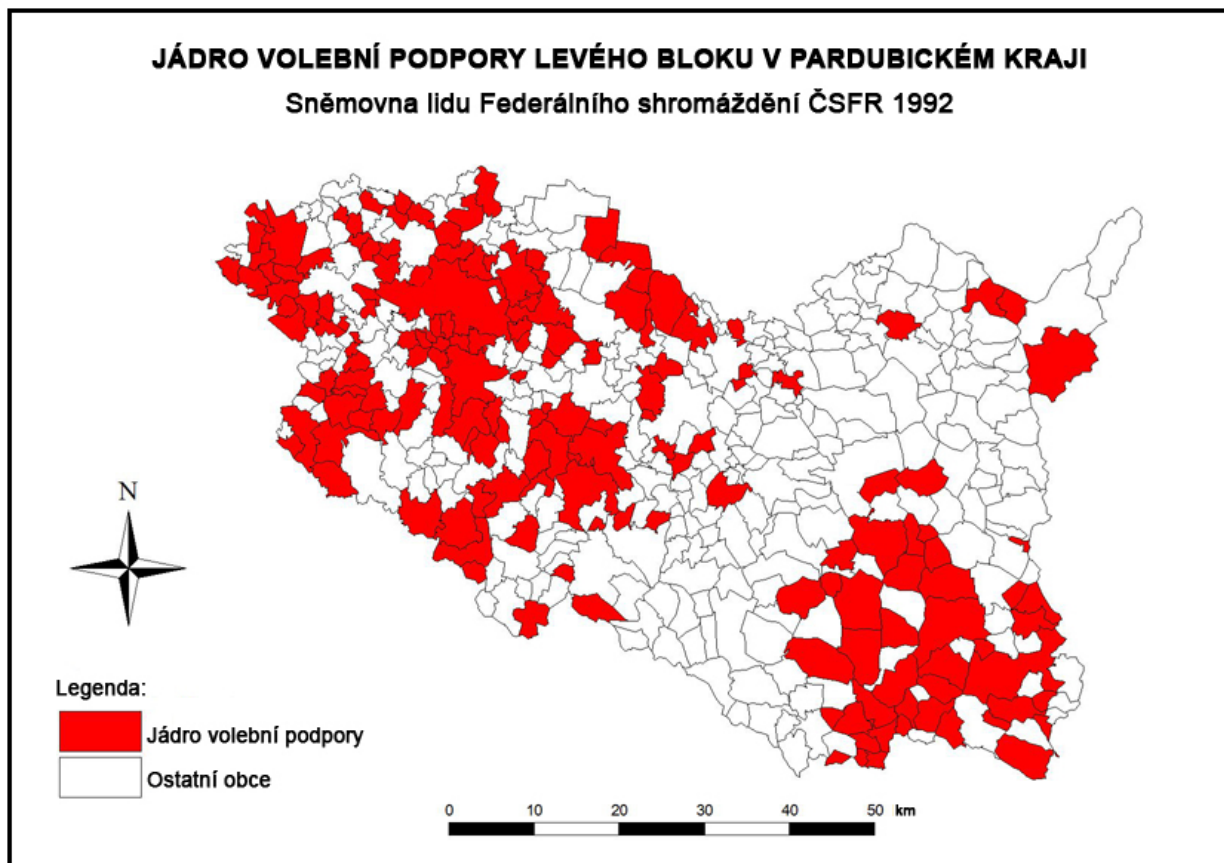 JÁDRO VOLEBNÍ PODPORY LEVÉHO BLOKU V PARDUBICKÉM KRAJI
Sněmovna lidu Federálního shromáždění ČSFR 1992
N
Legenda:
Jádro volební podpory
Ostatní obce
0 10 20 30 40 50 km